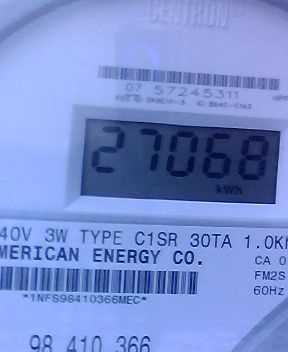 CENTRON®
07 57245311
27068
kWh
40V 3W TYPE C1SR 30TA 1.0Kh
MERICAN ENERGY CO.
CA 0
FM2S
60Hz
*1NFS98410366MEC*
98 410 366